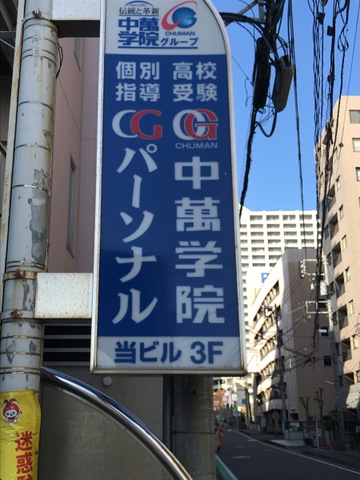 伝統と革新
中萬学院グループ
CHUMAN
高校受験
CG
CHUMAN
中萬学院
個別指導
CG
パーソナル
当ビル 3F
迷惑